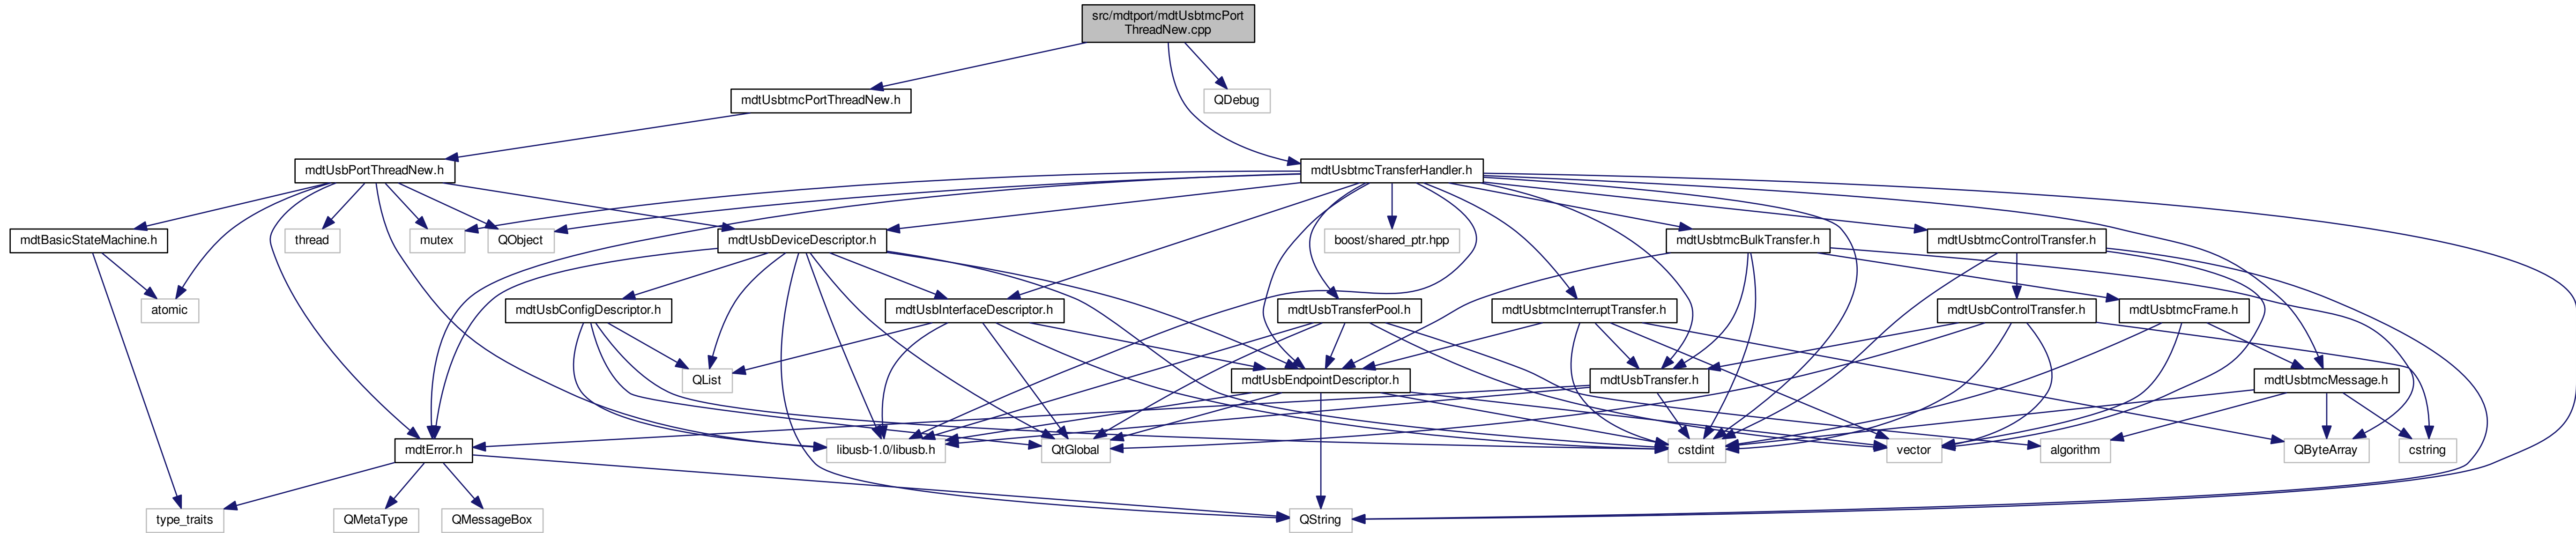 src/mdtport/mdtUsbtmcPort
ThreadNew.cpp
mdtUsbtmcPortThreadNew.h
QDebug
mdtUsbPortThreadNew.h
mdtUsbtmcTransferHandler.h
mdtBasicStateMachine.h
thread
mutex
QObject
mdtUsbDeviceDescriptor.h
boost/shared_ptr.hpp
mdtUsbtmcBulkTransfer.h
mdtUsbtmcControlTransfer.h
atomic
mdtUsbConfigDescriptor.h
mdtUsbInterfaceDescriptor.h
mdtUsbTransferPool.h
mdtUsbtmcInterruptTransfer.h
mdtUsbControlTransfer.h
mdtUsbtmcFrame.h
QList
mdtUsbEndpointDescriptor.h
mdtUsbTransfer.h
mdtUsbtmcMessage.h
mdtError.h
libusb-1.0/libusb.h
QtGlobal
cstdint
vector
algorithm
QByteArray
cstring
type_traits
QMetaType
QMessageBox
QString